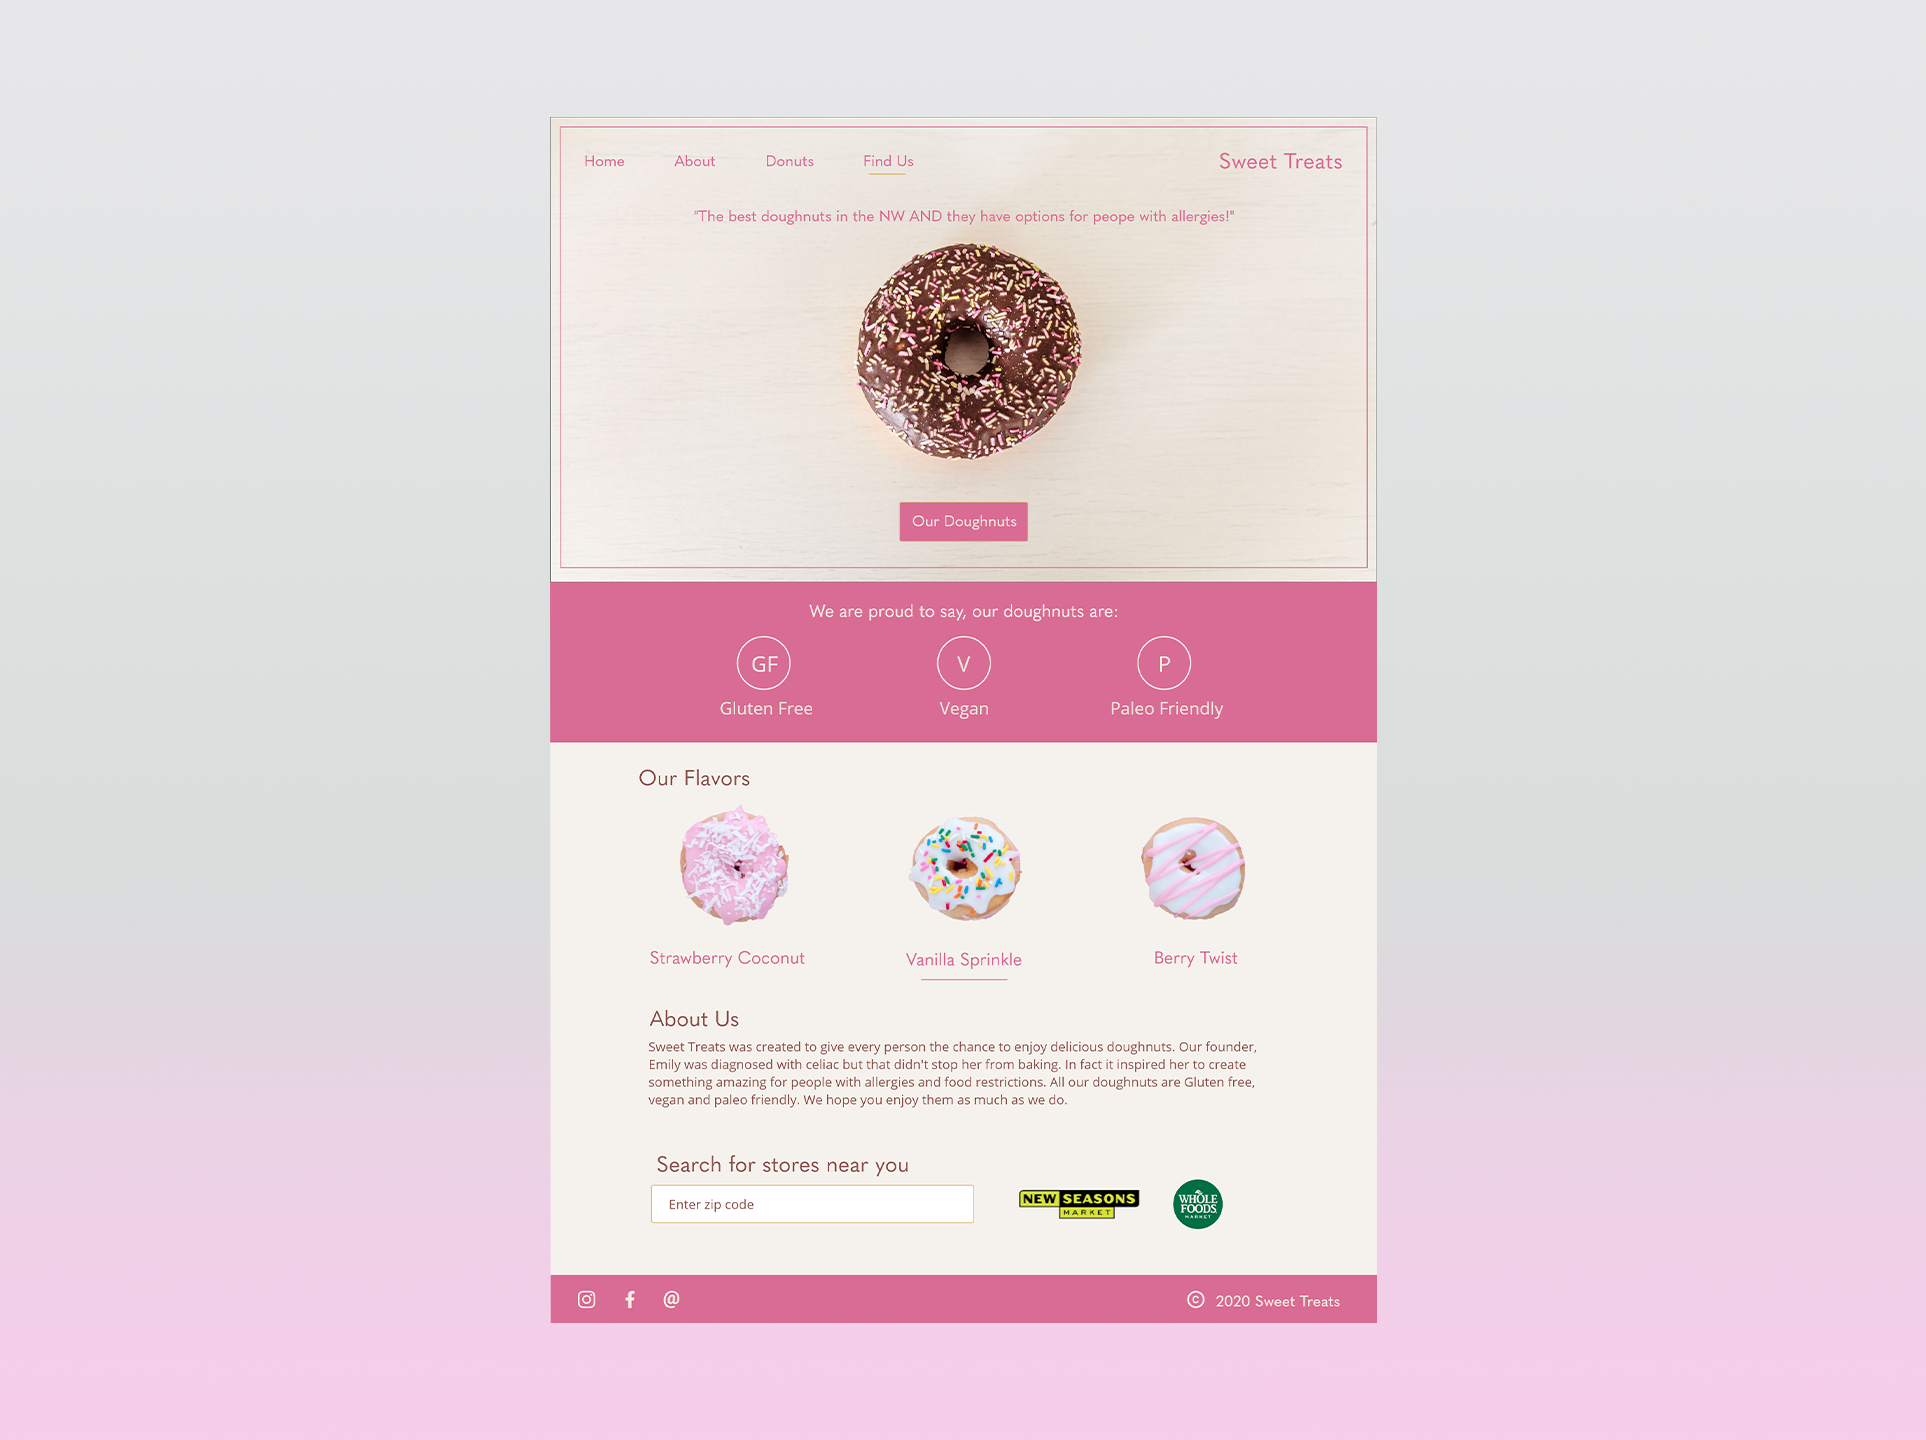 Home About Donuts Find Us Sweet Treats
"The best doughnuts in the NW AND they have options for peope with allergies!"
Our Doughnuts
We are proud to say, our doughnuts are:
GF V P
Gluten Free Vegan Paleo Friendly
Our Flavors
Strawberry Coconut Vanilla Sprinkle Berry Twist
About Us
Sweet Treats was created to give every person the chance to enjoy delicious doughnuts. Our founder,
Emily was diagnosed with celiac but that didn't stop her from baking. In fact it inspired her to create
something amazing for people with allergies and food restrictions. All our doughnuts are Gluten free,
vegan and paleo friendly. We hope you enjoy them as much as we do.
Search for stores near you
Enter zip code
NEW SEASONS
MARKET
WHOLE
FOODS
MARKET
@
© 2020 Sweet Treats